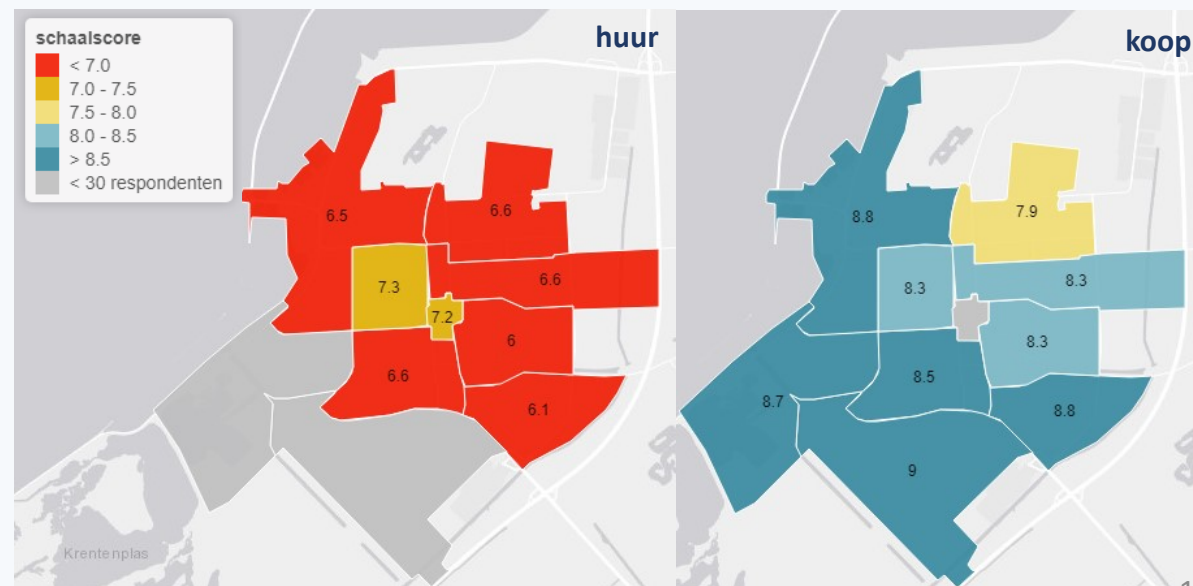 schaalscore
< 7.0
7.0 - 7.5
7.5 - 8.0
8.0 - 8.5
> 8.5
< 30 respondenten
huur
6.5
6.6
6.6
7.3
7.2
6
6.6
6.1
Krentenplas
koop
8.8
7.9
8.3
8.3
8.3
8.5
8.7
8.8
9